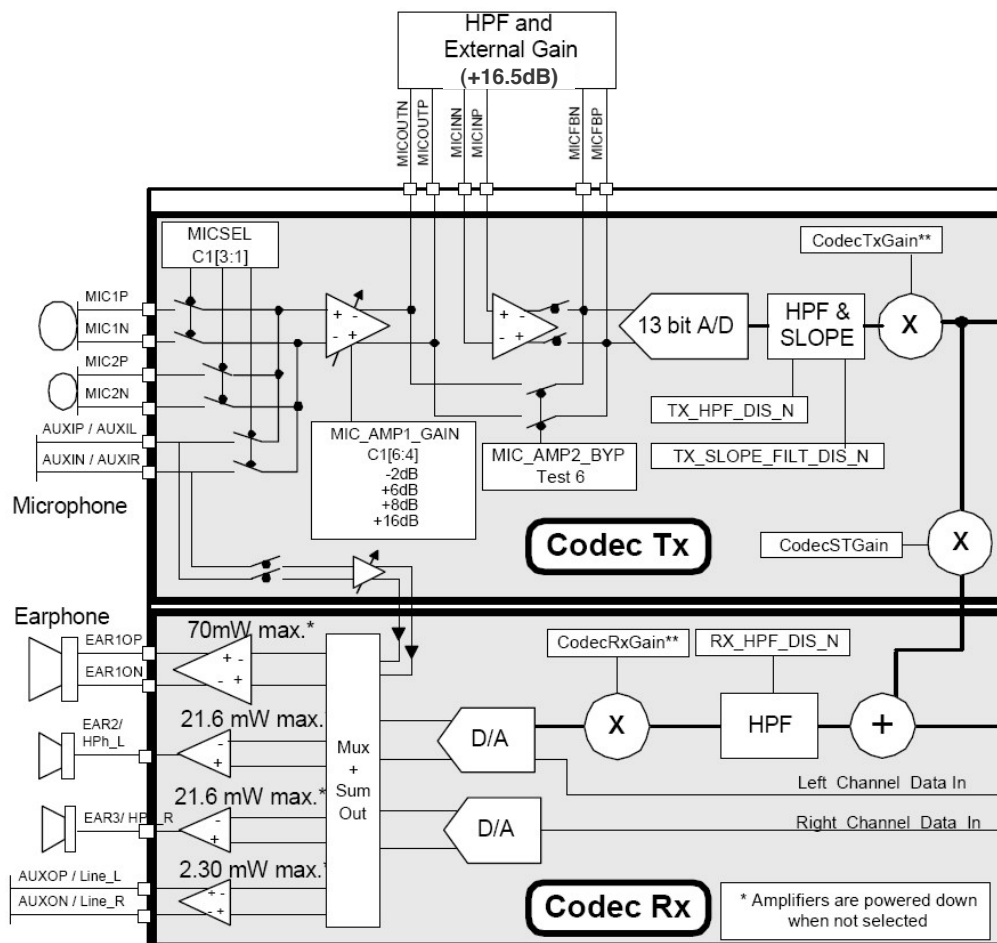 HPF and
External Gain
(+16.5dB)
MICOUTN
MICOUTP
MICINN
MICINP
MICFBN
MICFBP
MICSEL
C1[3:1]
CodecTxGain**
MIC1P
MIC1N
MIC2P
MIC2N
AUXIP / AUXIL
AUXIN / AUXIR
Microphone
+ -
- +
+ -
- +
13 bit A/D
HPF &
SLOPE
X
TX_HPF_DIS_N
TX_SLOPE_FILT_DIS_N
MIC_AMP1_GAIN
C1[6:4]
-2dB
+6dB
+8dB
+16dB
MIC_AMP2_BYP
Test 6
Codec Tx
CodecSTGain
X
Earphone
EAR1OP
EAR1ON
70mW max.*
+ -
- +
EAR2/
HPh_L
21.6 mW max.
-
+
EAR3/ HP
_R
21.6 mW max.*
-
+
AUXOP / Line_L
AUXON / Line_R
2.30 mW max.*
+ -
- +
Mux
+
Sum
Out
D/A
D/A
CodecRxGain**
X
RX_HPF_DIS_N
HPF
+
Left Channel Data In
Right Channel Data In
Codec Rx
* Amplifiers are powered down
when not selected